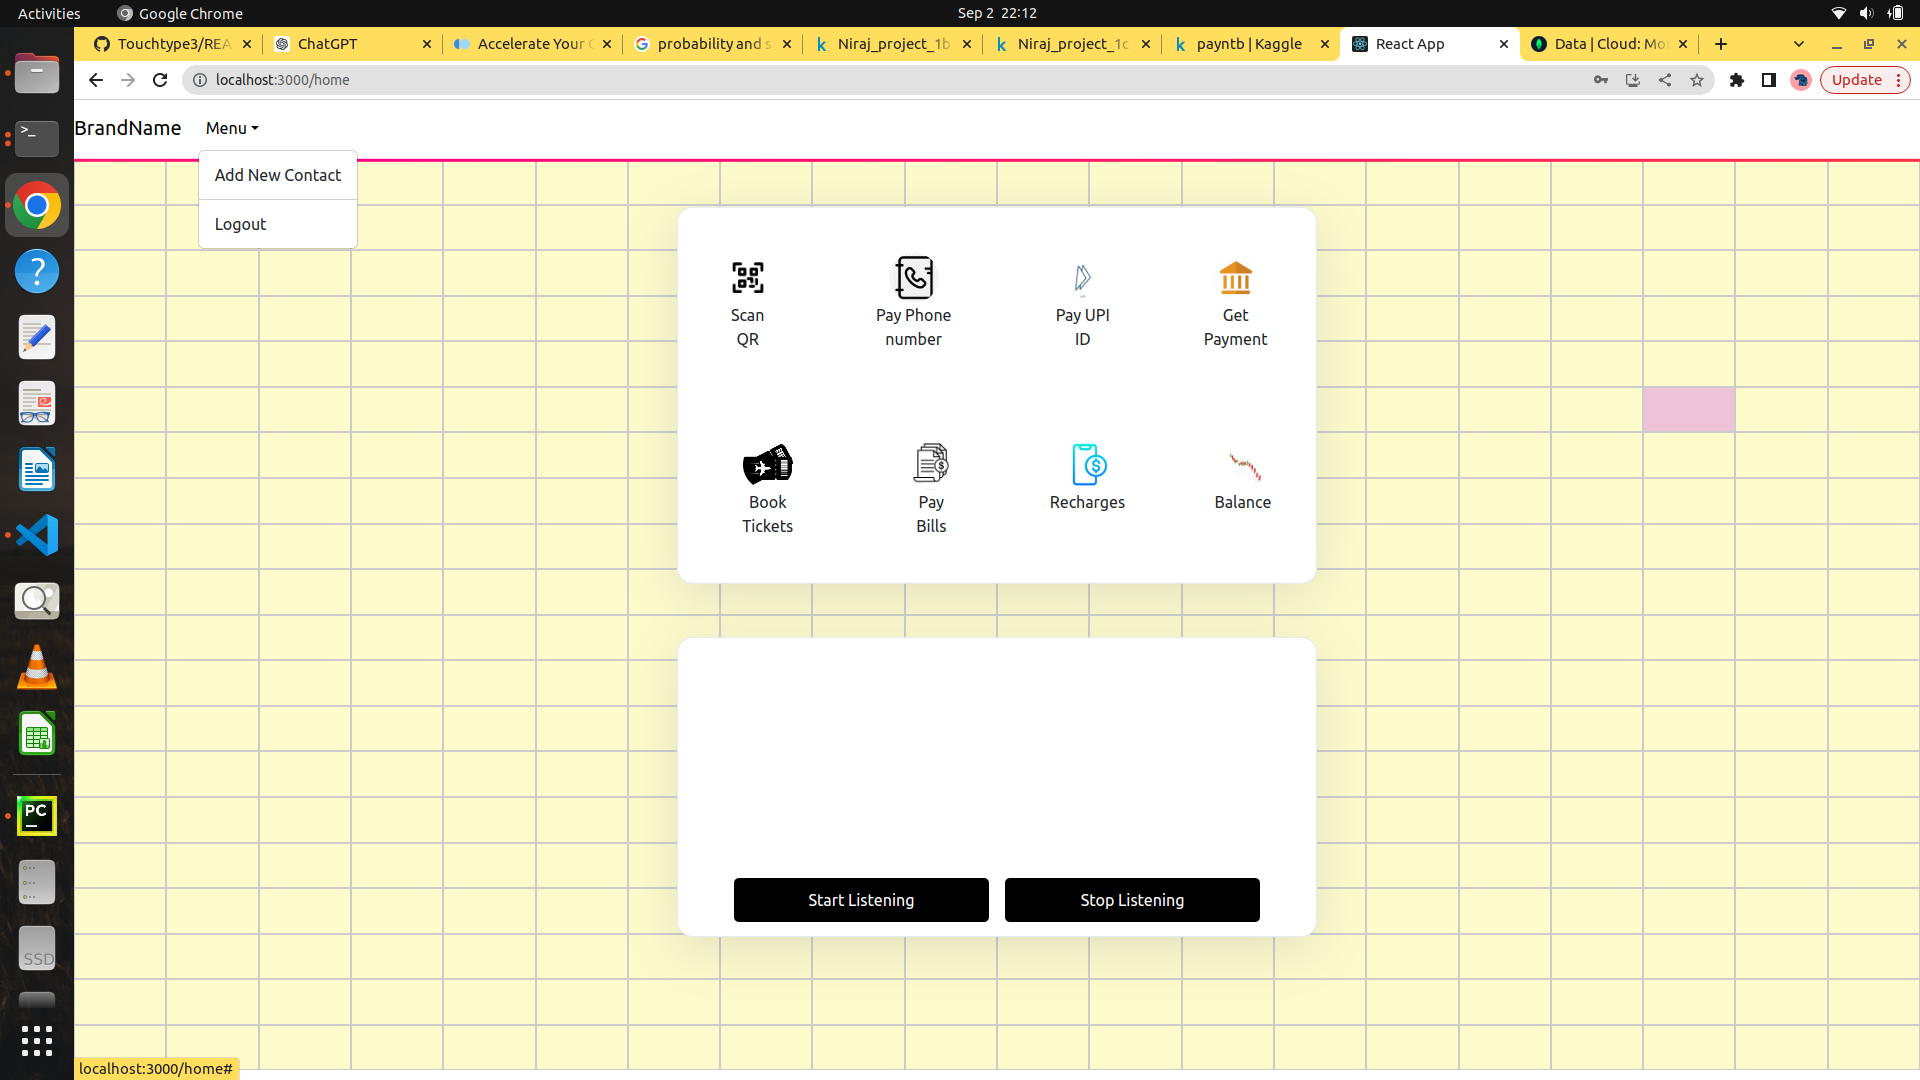 Activities
Google Chrome
Sep 2 22:12
Touchtype3/REA
ChatGPT
Accelerate Your
probability and s
Niraj_project_1b
Niraj_project_1c
payntb | Kaggle
React App
Data | Cloud: Mo
localhost:3000/home
Update
BrandName
Menu
Add New Contact
Logout
Scan
QR
Pay Phone
number
Pay UPI
ID
Get
Payment
Book
Tickets
Pay
Bills
Recharges
Balance
Start Listening
Stop Listening
PC
SSD
localhost:3000/home#